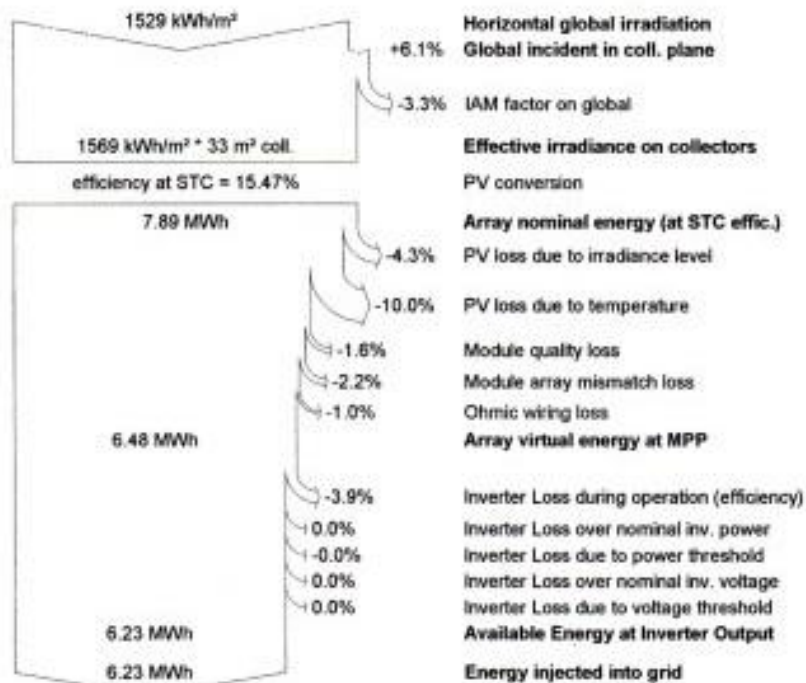 1529 kWh/m² Horizontal global irradiation
+6.1% Global incident in coll. plane
-3.3% IAM factor on global
1569 kWh/m² * 33 m² coll. Effective irradiance on collectors
efficiency at STC = 15.47% PV conversion
7.89 MWh Array nominal energy (at STC effic.)
-4.3% PV loss due to irradiance level
-10.0% PV loss due to temperature
-1.6% Module quality loss
-2.2% Module array mismatch loss
-1.0% Ohmic wiring loss
6.48 MWh Array virtual energy at MPP
-3.9% Inverter Loss during operation (efficiency)
0.0% Inverter Loss over nominal inv. power
-0.0% Inverter Loss due to power threshold
0.0% Inverter Loss over nominal inv. voltage
0.0% Inverter Loss due to voltage threshold
6.23 MWh Available Energy at Inverter Output
6.23 MWh Energy injected into grid